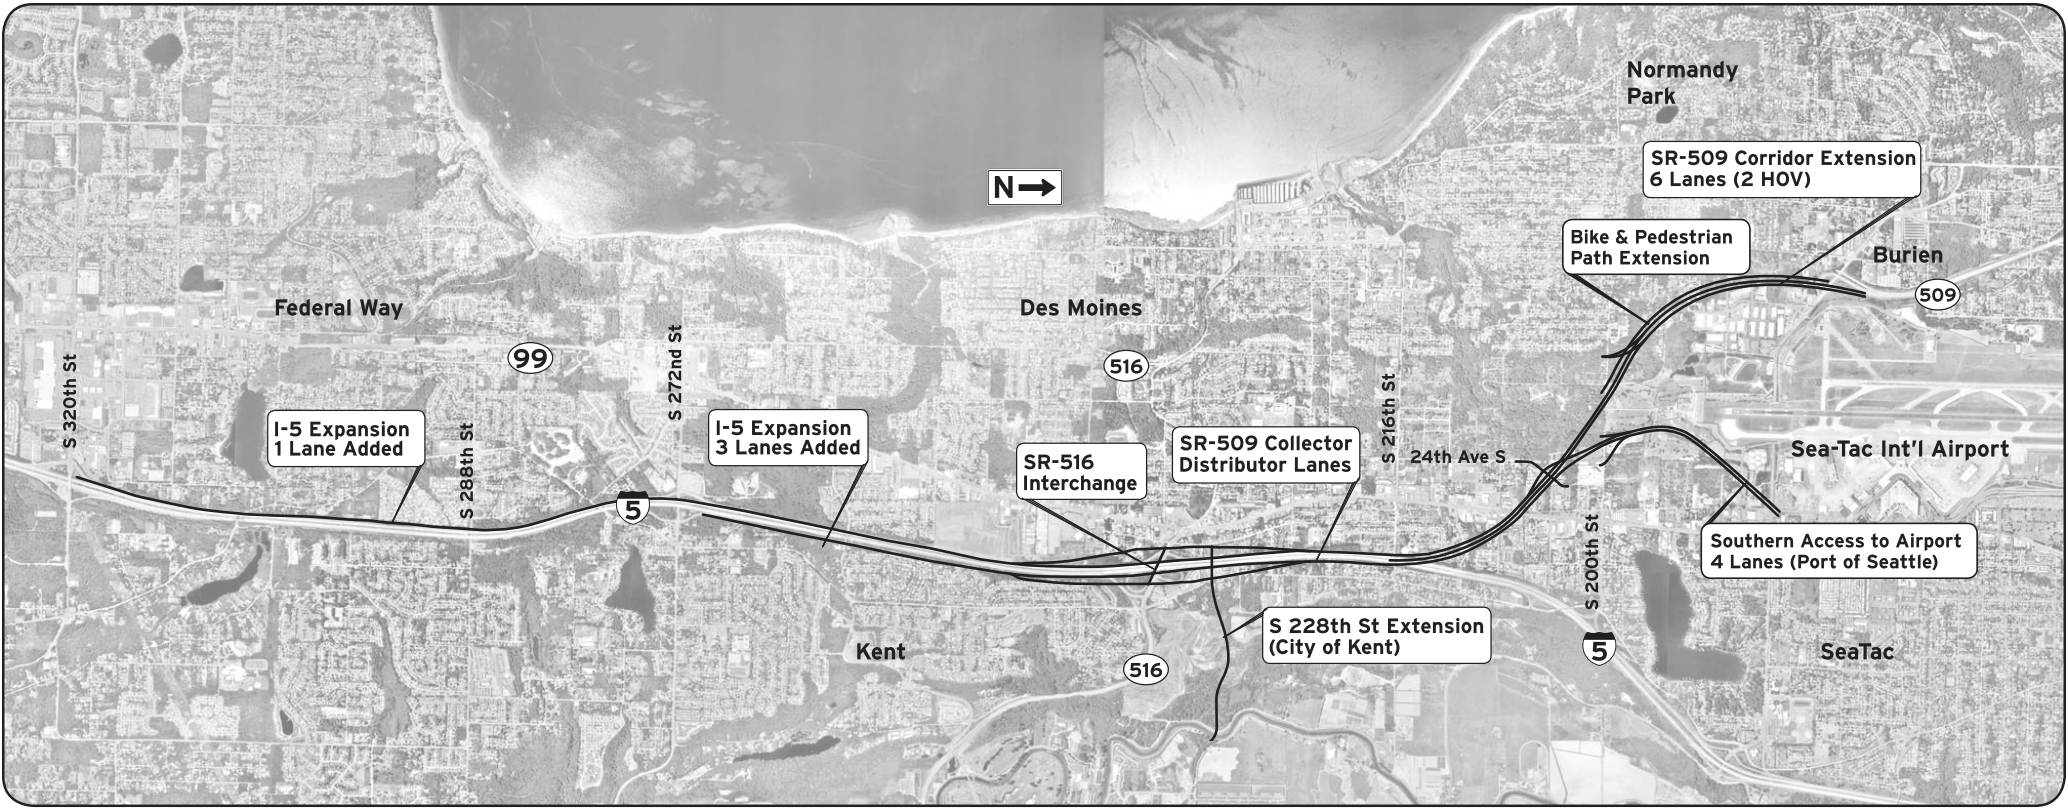 Normandy
Park
SR-509 Corridor Extension
6 Lanes (2 HOV)
N
Bike & Pedestrian
Path Extension
Burien
509
Federal Way
Des Moines
99
516
S 320th St
S 272nd St
S 216th St
I-5 Expansion
1 Lane Added
S 288th St
I-5 Expansion
3 Lanes Added
SR-516
Interchange
SR-509 Collector
Distributor Lanes
24th Ave S
Sea-Tac Int'l Airport
5
S 200th St
Southern Access to Airport
4 Lanes (Port of Seattle)
S 228th St Extension
(City of Kent)
Kent
516
5
SeaTac